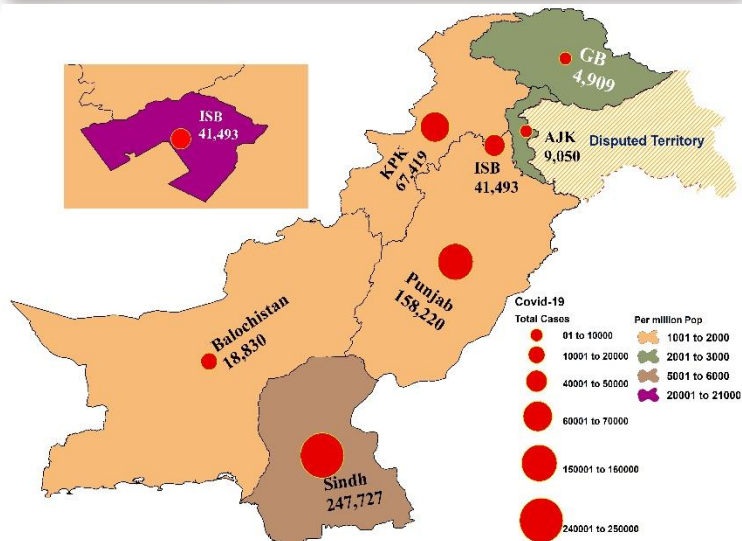 GB
4,909
ISB
41,493
AJK
9,050
Disputed Territory
KPK
67,419
ISB
41,493
Punjab
158,220
Balochistan
18,830
Sindh
247,727
Covid-19
Total Cases
01 to 10000
10001 to 20000
40001 to 50000
60001 to 70000
150001 to 160000
240001 to 250000
Per million Pop
1001 to 2000
2001 to 3000
5001 to 6000
20001 to 21000